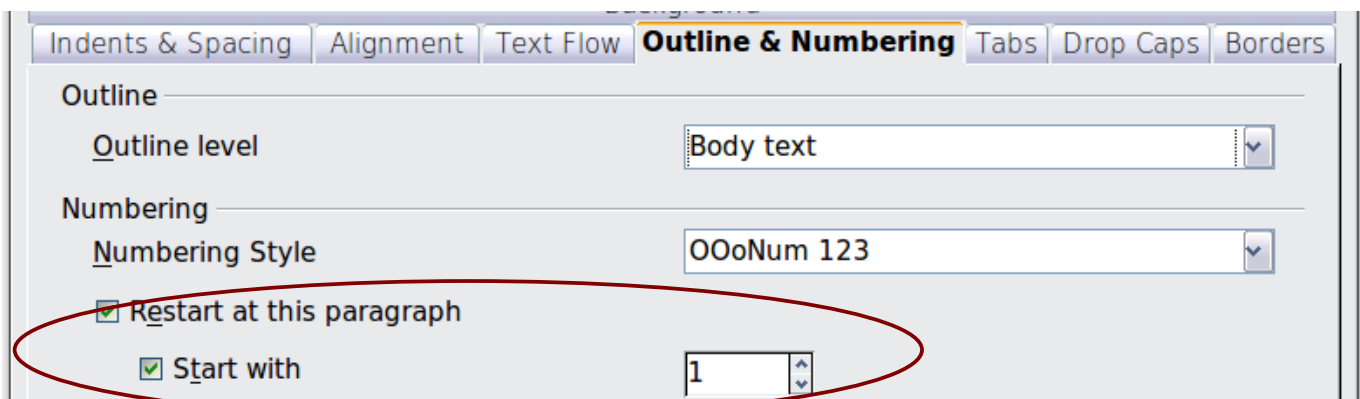 Background
Indents & Spacing Alignment Text Flow Outline & Numbering Tabs Drop Caps Borders
Outline
Outline level Body text
Numbering
Numbering Style OOoNum 123
Restart at this paragraph
Start with 1